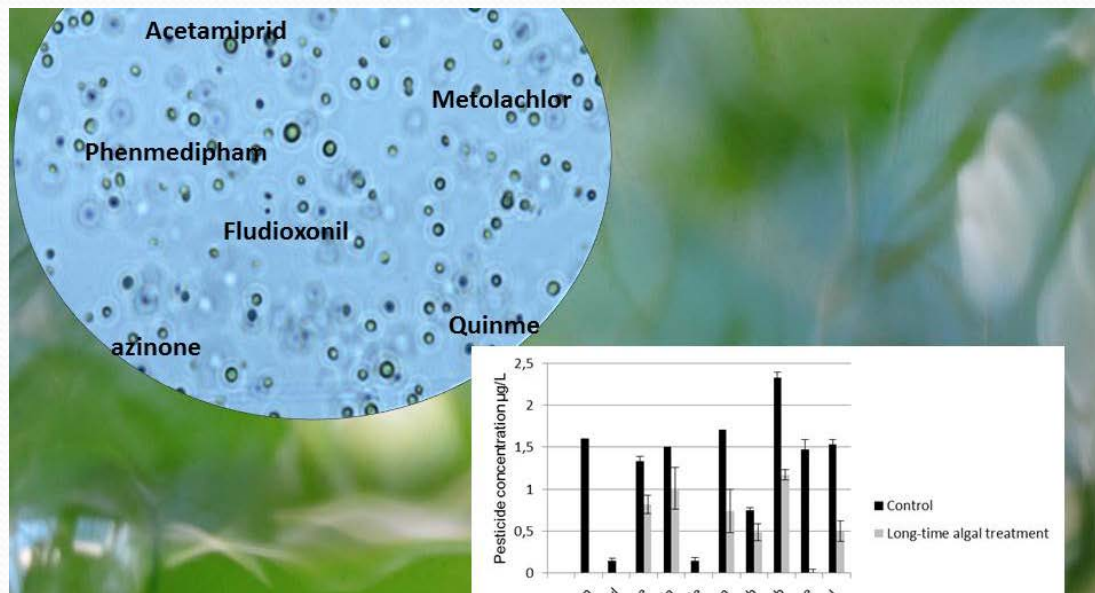 Acetamiprid
Metolachlor
Phenmedipham
Fludioxonil
Quinme
azinone
Pesticide concentration µg/L
2,5
2
1,5
1
0,5
0
Control
Long-time algal treatment